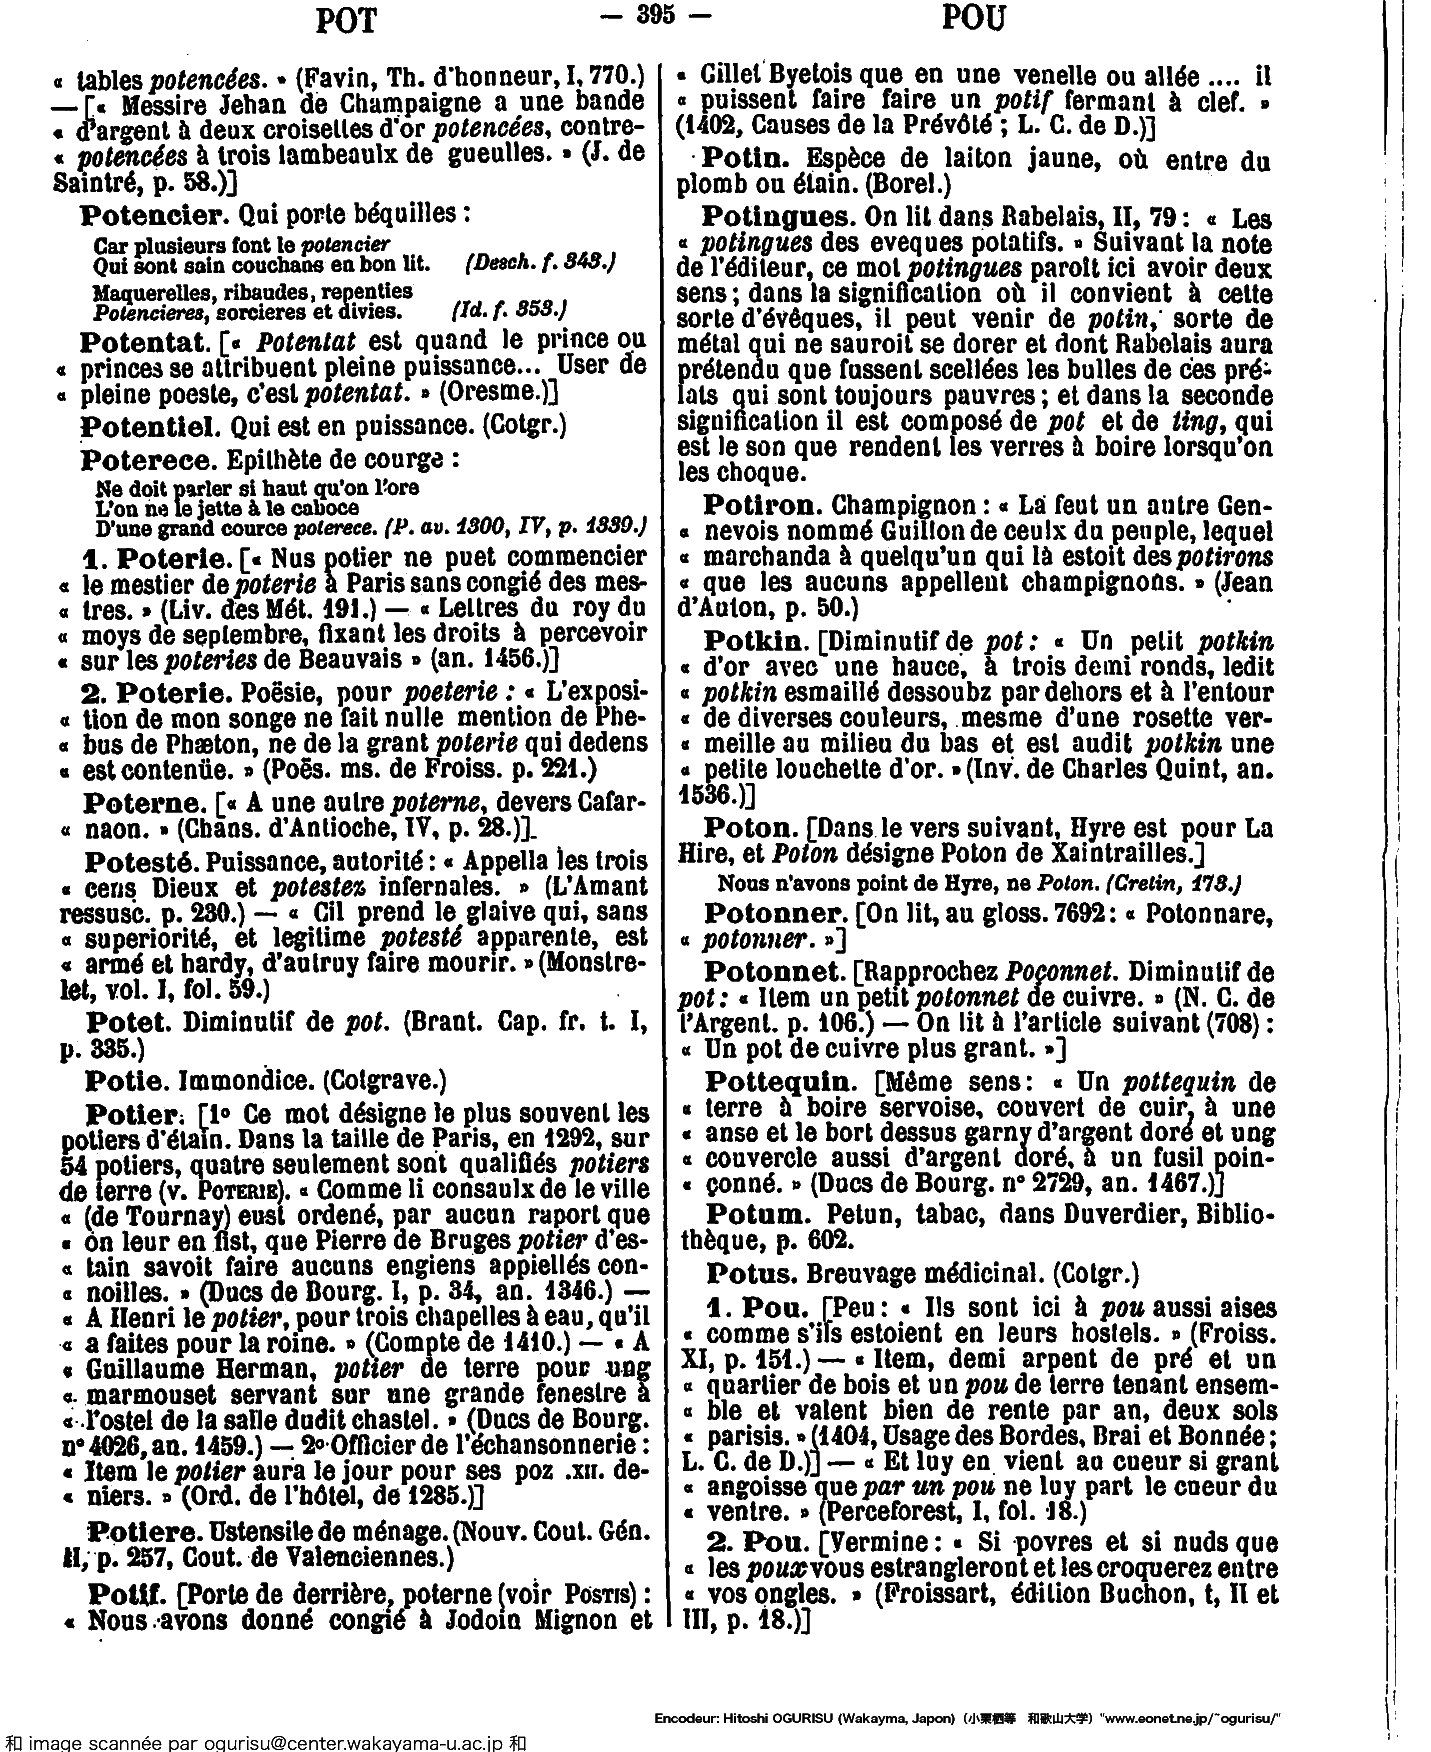 POT
— 395 —
POU
« tables potencées. » (Favin, Th. d'honneur, I, 770.)
— [« Messire Jehan de Champaigne a une bande
« d'argent à deux croisettes d'or potencées, contre-
« potencées à trois lambeaulx de gueulles. » (J. de
Saintré, p. 58.)]
Potencier. Qui porte béquilles :
Car plusieurs font le potencier
Qui sont sain couchans en bon lit. (Desch. f. 343.)
Maquerelles, ribaudes, repenties
Potencieres, sorcieres et divies. (Id. f. 353.)
Potentat. [« Potentat est quand le prince ou
« princes se attribuent pleine puissance... User de
« pleine poeste, c'est potentat. » (Oresme.)]
Potentiel. Qui est en puissance. (Cotgr.)
Poterece. Epithète de courge :
Ne doit parler si haut qu'on l'ore
L'on ne le jette à le caboce
D'une grand cource poterece. (P. av. 1300, IV, p. 1339.)
1. Poterie. [« Nus potier ne puet commencier
« le mestier de poterie à Paris sans congié des mes-
« tres. » (Liv. des Mét. 191.) — « Lettres du roy du
« moys de septembre, fixant les droits à percevoir
« sur les poteries de Beauvais » (an. 1456.)]
2. Poterie. Poësie, pour poeterie : « L'exposi-
« tion de mon songe ne fait nulle mention de Phe-
« bus de Phæton, ne de la grant poterie qui dedens
« est contenüe. » (Poës. ms. de Froiss. p. 221.)
Poterne. [« A une autre poterne, devers Cafar-
« naon. » (Chans. d'Antioche, IV, p. 28.)]
Potesté. Puissance, autorité : « Appella les trois
« cens Dieux et potestez infernales. » (L'Amant
ressusc. p. 230.) — « Cil prend le glaive qui, sans
« superiorité, et legitime potesté apparente, est
« armé et hardy, d'autruy faire mourir. » (Monstre-
let, vol. I, fol. 59.)
Potet. Diminutif de pot. (Brant. Cap. fr. t. I,
p. 335.)
Potie. Immondice. (Cotgrave.)
Potier. [1º Ce mot désigne le plus souvent les
potiers d'étain. Dans la taille de Paris, en 1292, sur
54 potiers, quatre seulement sont qualifiés potiers
de terre (v. POTERIE). « Comme li consaulx de le ville
« (de Tournay) eust ordené, par aucun raport que
« on leur en fist, que Pierre de Bruges potier d'es-
« tain savoit faire aucuns engiens appiellés con-
« noilles. » (Ducs de Bourg. I, p. 34, an. 1346.) —
« A Henri le potier, pour trois chapelles à eau, qu'il
« a faites pour la roine. » (Compte de 1410.) — « A
« Guillaume Herman, potier de terre pour ung
« marmouset servant sur une grande fenestre à
« l'ostel de la salle dudit chastel. » (Ducs de Bourg.
nº 4026, an. 1459.) — 2º Officier de l'échansonnerie :
« Item le potier aura le jour pour ses poz .XII. de-
« niers. » (Ord. de l'hôtel, de 1285.)]
Potiere. Ustensile de ménage. (Nouv. Cout. Gén.
II, p. 257, Cout. de Valenciennes.)
Potif. [Porte de derrière, poterne (voir POSTIS) :
« Nous avons donné congié à Jodoin Mignon et
« Gillet Byetois que en une venelle ou allée .... il
« puissent faire faire un potif fermant à clef. »
(1402, Causes de la Prévôté ; L. C. de D.)]
Potin. Espèce de laiton jaune, où entre du
plomb ou étain. (Borel.)
Potingues. On lit dans Rabelais, II, 79 : « Les
« potingues des eveques potatifs. » Suivant la note
de l'éditeur, ce mot potingues paroît ici avoir deux
sens ; dans la signification où il convient à cette
sorte d'évêques, il peut venir de potin, sorte de
métal qui ne sauroit se dorer et dont Rabelais aura
prétendu que fussent scellées les bulles de ces pré-
lats qui sont toujours pauvres ; et dans la seconde
signification il est composé de pot et de ting, qui
est le son que rendent les verres à boire lorsqu'on
les choque.
Potiron. Champignon : « La feut un autre Gen-
« nevois nommé Guillon de ceulx du peuple, lequel
« marchanda à quelqu'un qui là estoit des potirons
« que les aucuns appellent champignons. » (Jean
d'Auton, p. 50.)
Potkin. [Diminutif de pot : « Un petit potkin
« d'or avec une hauce, à trois demi ronds, ledit
« potkin esmaillé dessoubz par dehors et à l'entour
« de diverses couleurs, mesme d'une rosette ver-
« meille au milieu du bas et est audit potkin une
« petite louchette d'or. » (Inv. de Charles Quint, an.
1536.)]
Poton. [Dans le vers suivant, Hyre est pour La
Hire, et Poton désigne Poton de Xaintrailles.]
Nous n'avons point de Hyre, ne Poton. (Cretin, 173.)
Potonner. [On lit, au gloss. 7692 : « Potonnare,
« potonner. »]
Potonnet. [Rapprochez Poçonnet. Diminutif de
pot : « Item un petit potonnet de cuivre. » (N. C. de
l'Argent. p. 106.) — On lit à l'article suivant (708) :
« Un pot de cuivre plus grant. »]
Pottequin. [Même sens : « Un pottequin de
« terre à boire servoise, couvert de cuir, à une
« anse et le bort dessus garny d'argent doré et ung
« couvercle aussi d'argent doré, à un fusil poin-
« çonné. » (Ducs de Bourg. nº 2729, an. 1467.)]
Potum. Petun, tabac, dans Duverdier, Biblio-
thèque, p. 602.
Potus. Breuvage médicinal. (Cotgr.)
1. Pou. [Peu : « Ils sont ici à pou aussi aises
« comme s'ils estoient en leurs hostels. » (Froiss.
XI, p. 151.) — « Item, demi arpent de pré et un
« quartier de bois et un pou de terre tenant ensem-
« ble et valent bien de rente par an, deux sols
« parisis. » (1404, Usage des Bordes, Brai et Bonnée ;
L. C. de D.)] — « Et luy en vient au cueur si grant
« angoisse que par un pou ne luy part le cueur du
« ventre. » (Perceforest, I, fol. 18.)
2. Pou. [Vermine : « Si povres et si nuds que
« les poux vous estrangleront et les croquerez entre
« vos ongles. » (Froissart, édition Buchon, t, II et
III, p. 18.)]
Encodeur: Hitoshi OGURISU (Wakayma, Japon) (小栗栖等 和歌山大学) "www.eonet.ne.jp/~ogurisu/"
和 image scannée par ogurisu@center.wakayama-u.ac.jp 和